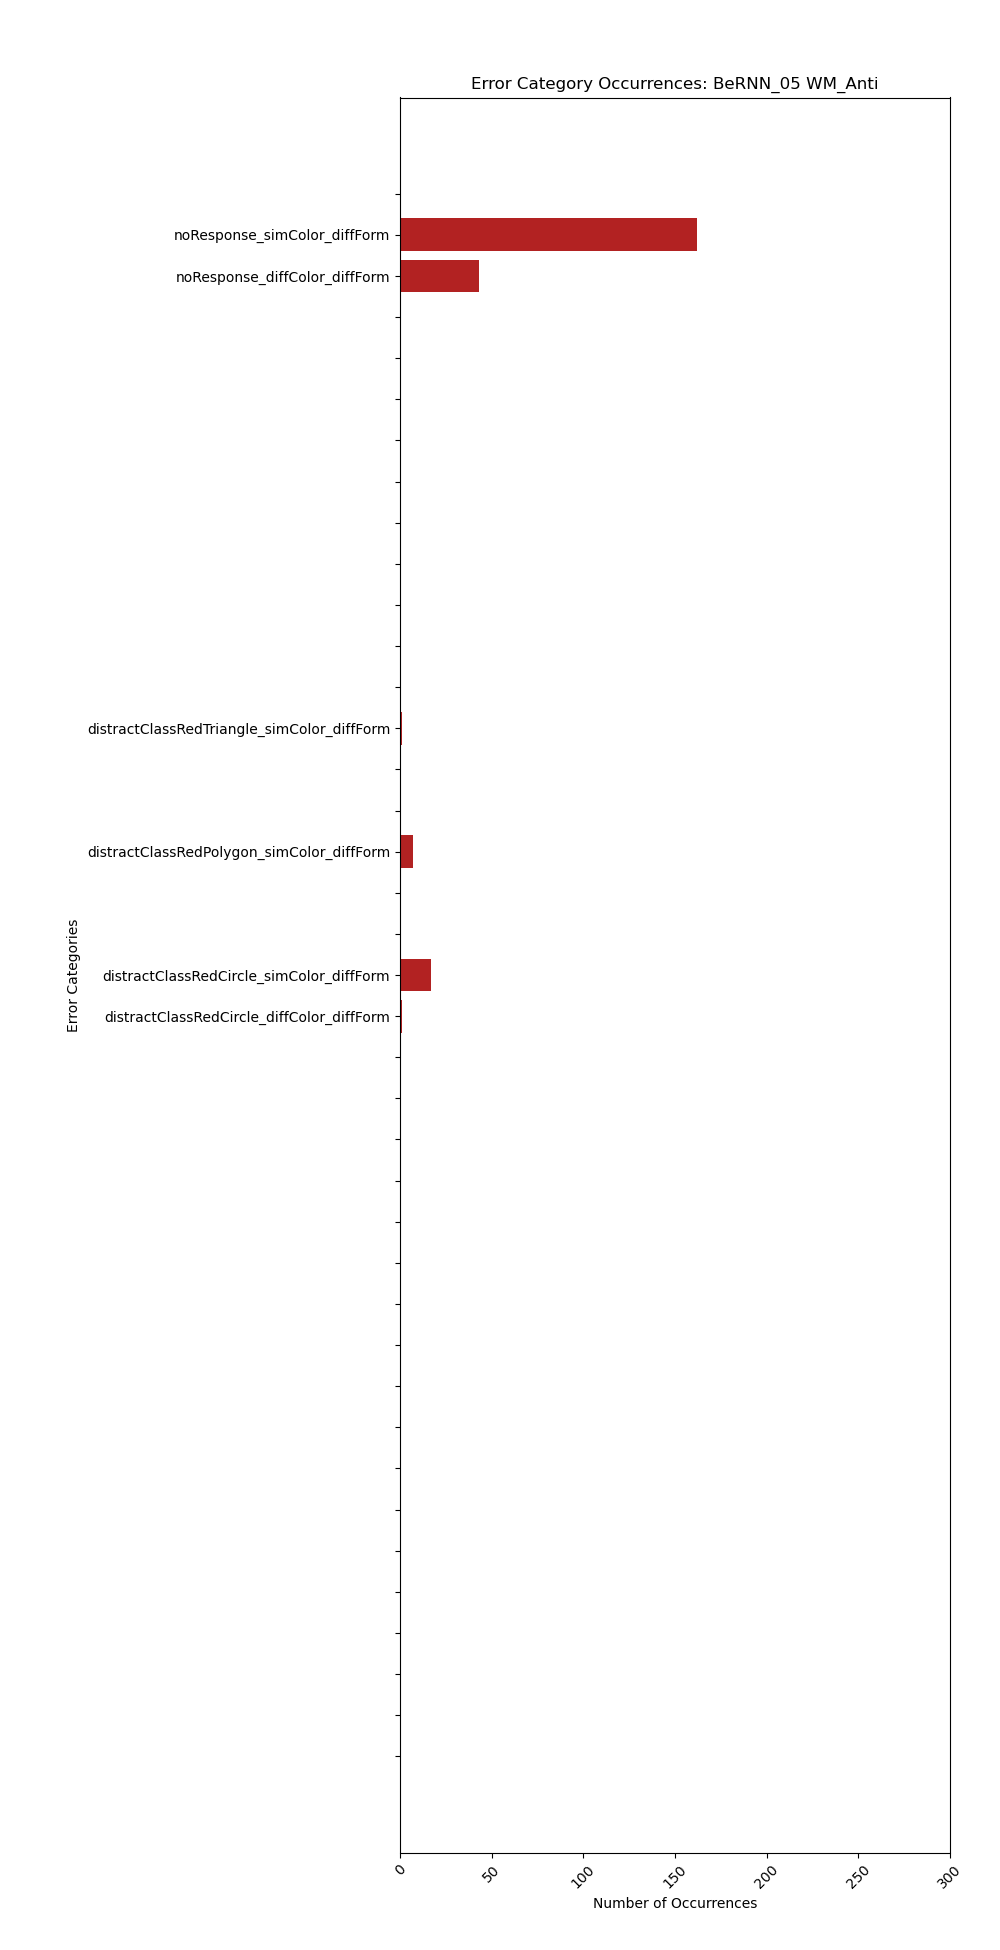 Error Category Occurrences: BeRNN_05 WM_Anti
noResponse_simColor_diffForm
noResponse_diffColor_diffForm
distractClassRedTriangle_simColor_diffForm
distractClassRedPolygon_simColor_diffForm
distractClassRedCircle_simColor_diffForm
distractClassRedCircle_diffColor_diffForm
Error Categories
0 50 100 150 200 250 300
Number of Occurrences